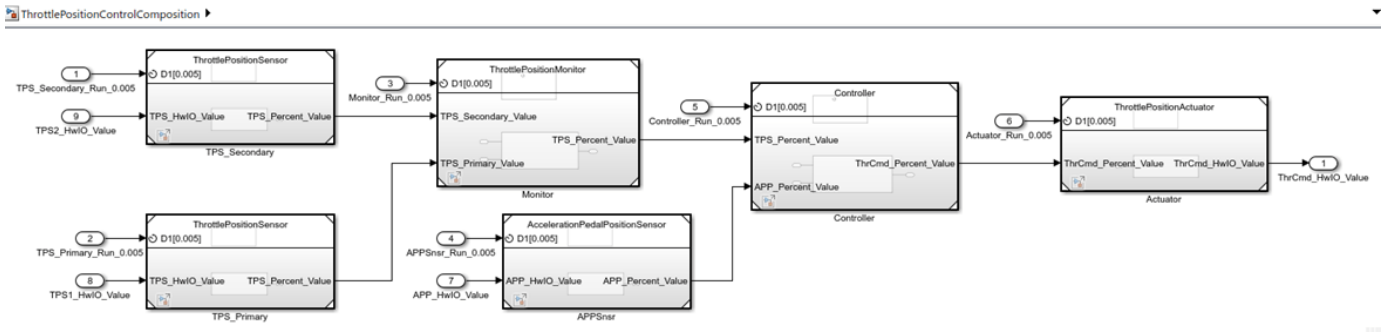 ThrottlePositionControlComposition
ThrottlePositionSensor
1
D1[0.005]
TPS_Secondary_Run_0.005
9
TPS_HwIO_Value
TPS_Percent_Value
TPS2_HwIO_Value
TPS_Secondary
ThrottlePositionMonitor
3
D1[0.005]
Monitor_Run_0.005
TPS_Secondary_Value
TPS_Percent_Value
TPS_Primary_Value
Monitor
Controller
5
D1[0.005]
Controller_Run_0.005
TPS_Percent_Value
ThrCmd_Percent_Value
APP_Percent_Value
Controller
ThrottlePositionActuator
6
D1[0.005]
Actuator_Run_0.005
ThrCmd_Percent_Value
ThrCmd_HwIO_Value
1
ThrCmd_HwIO_Value
Actuator
ThrottlePositionSensor
2
D1[0.005]
TPS_Primary_Run_0.005
8
TPS_HwIO_Value
TPS_Percent_Value
TPS1_HwIO_Value
TPS_Primary
AccelerationPedalPositionSensor
4
D1[0.005]
APPSnsr_Run_0.005
7
APP_HwIO_Value
APP_Percent_Value
APP_HwIO_Value
APPSnsr